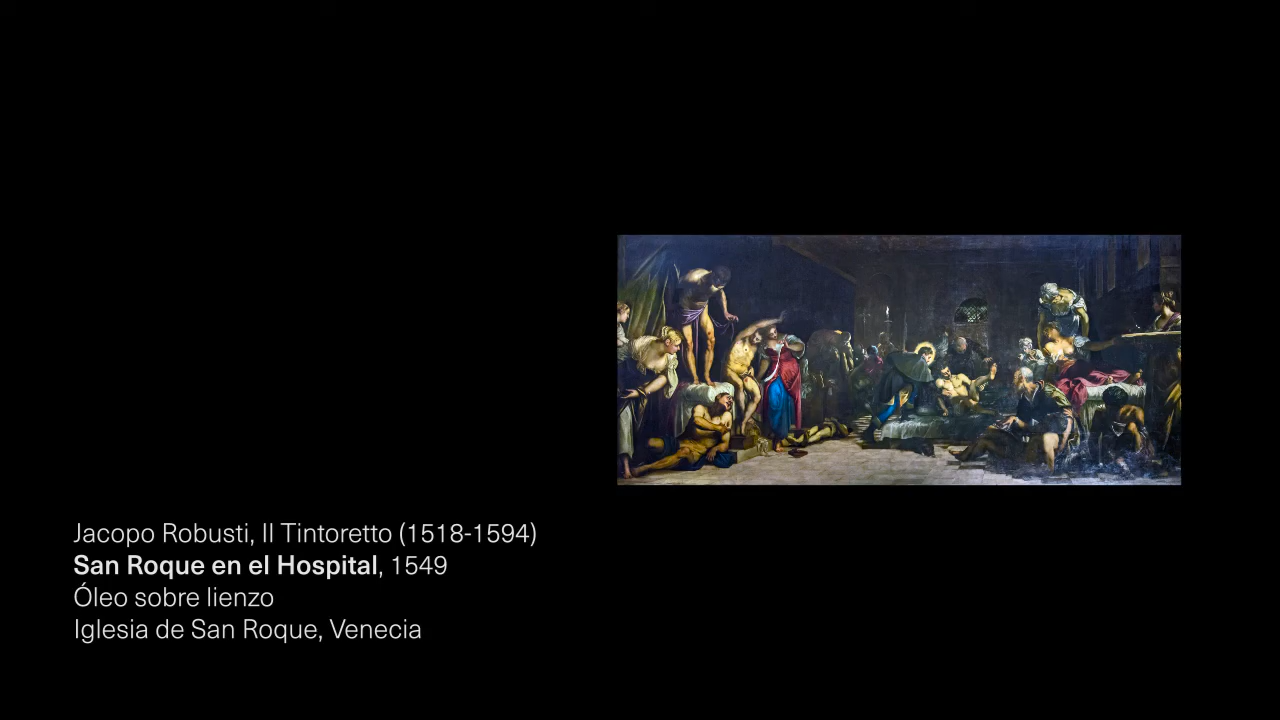 Jacopo Robusti, Il Tintoretto (1518-1594)
San Roque en el Hospital, 1549
Óleo sobre lienzo
Iglesia de San Roque, Venecia